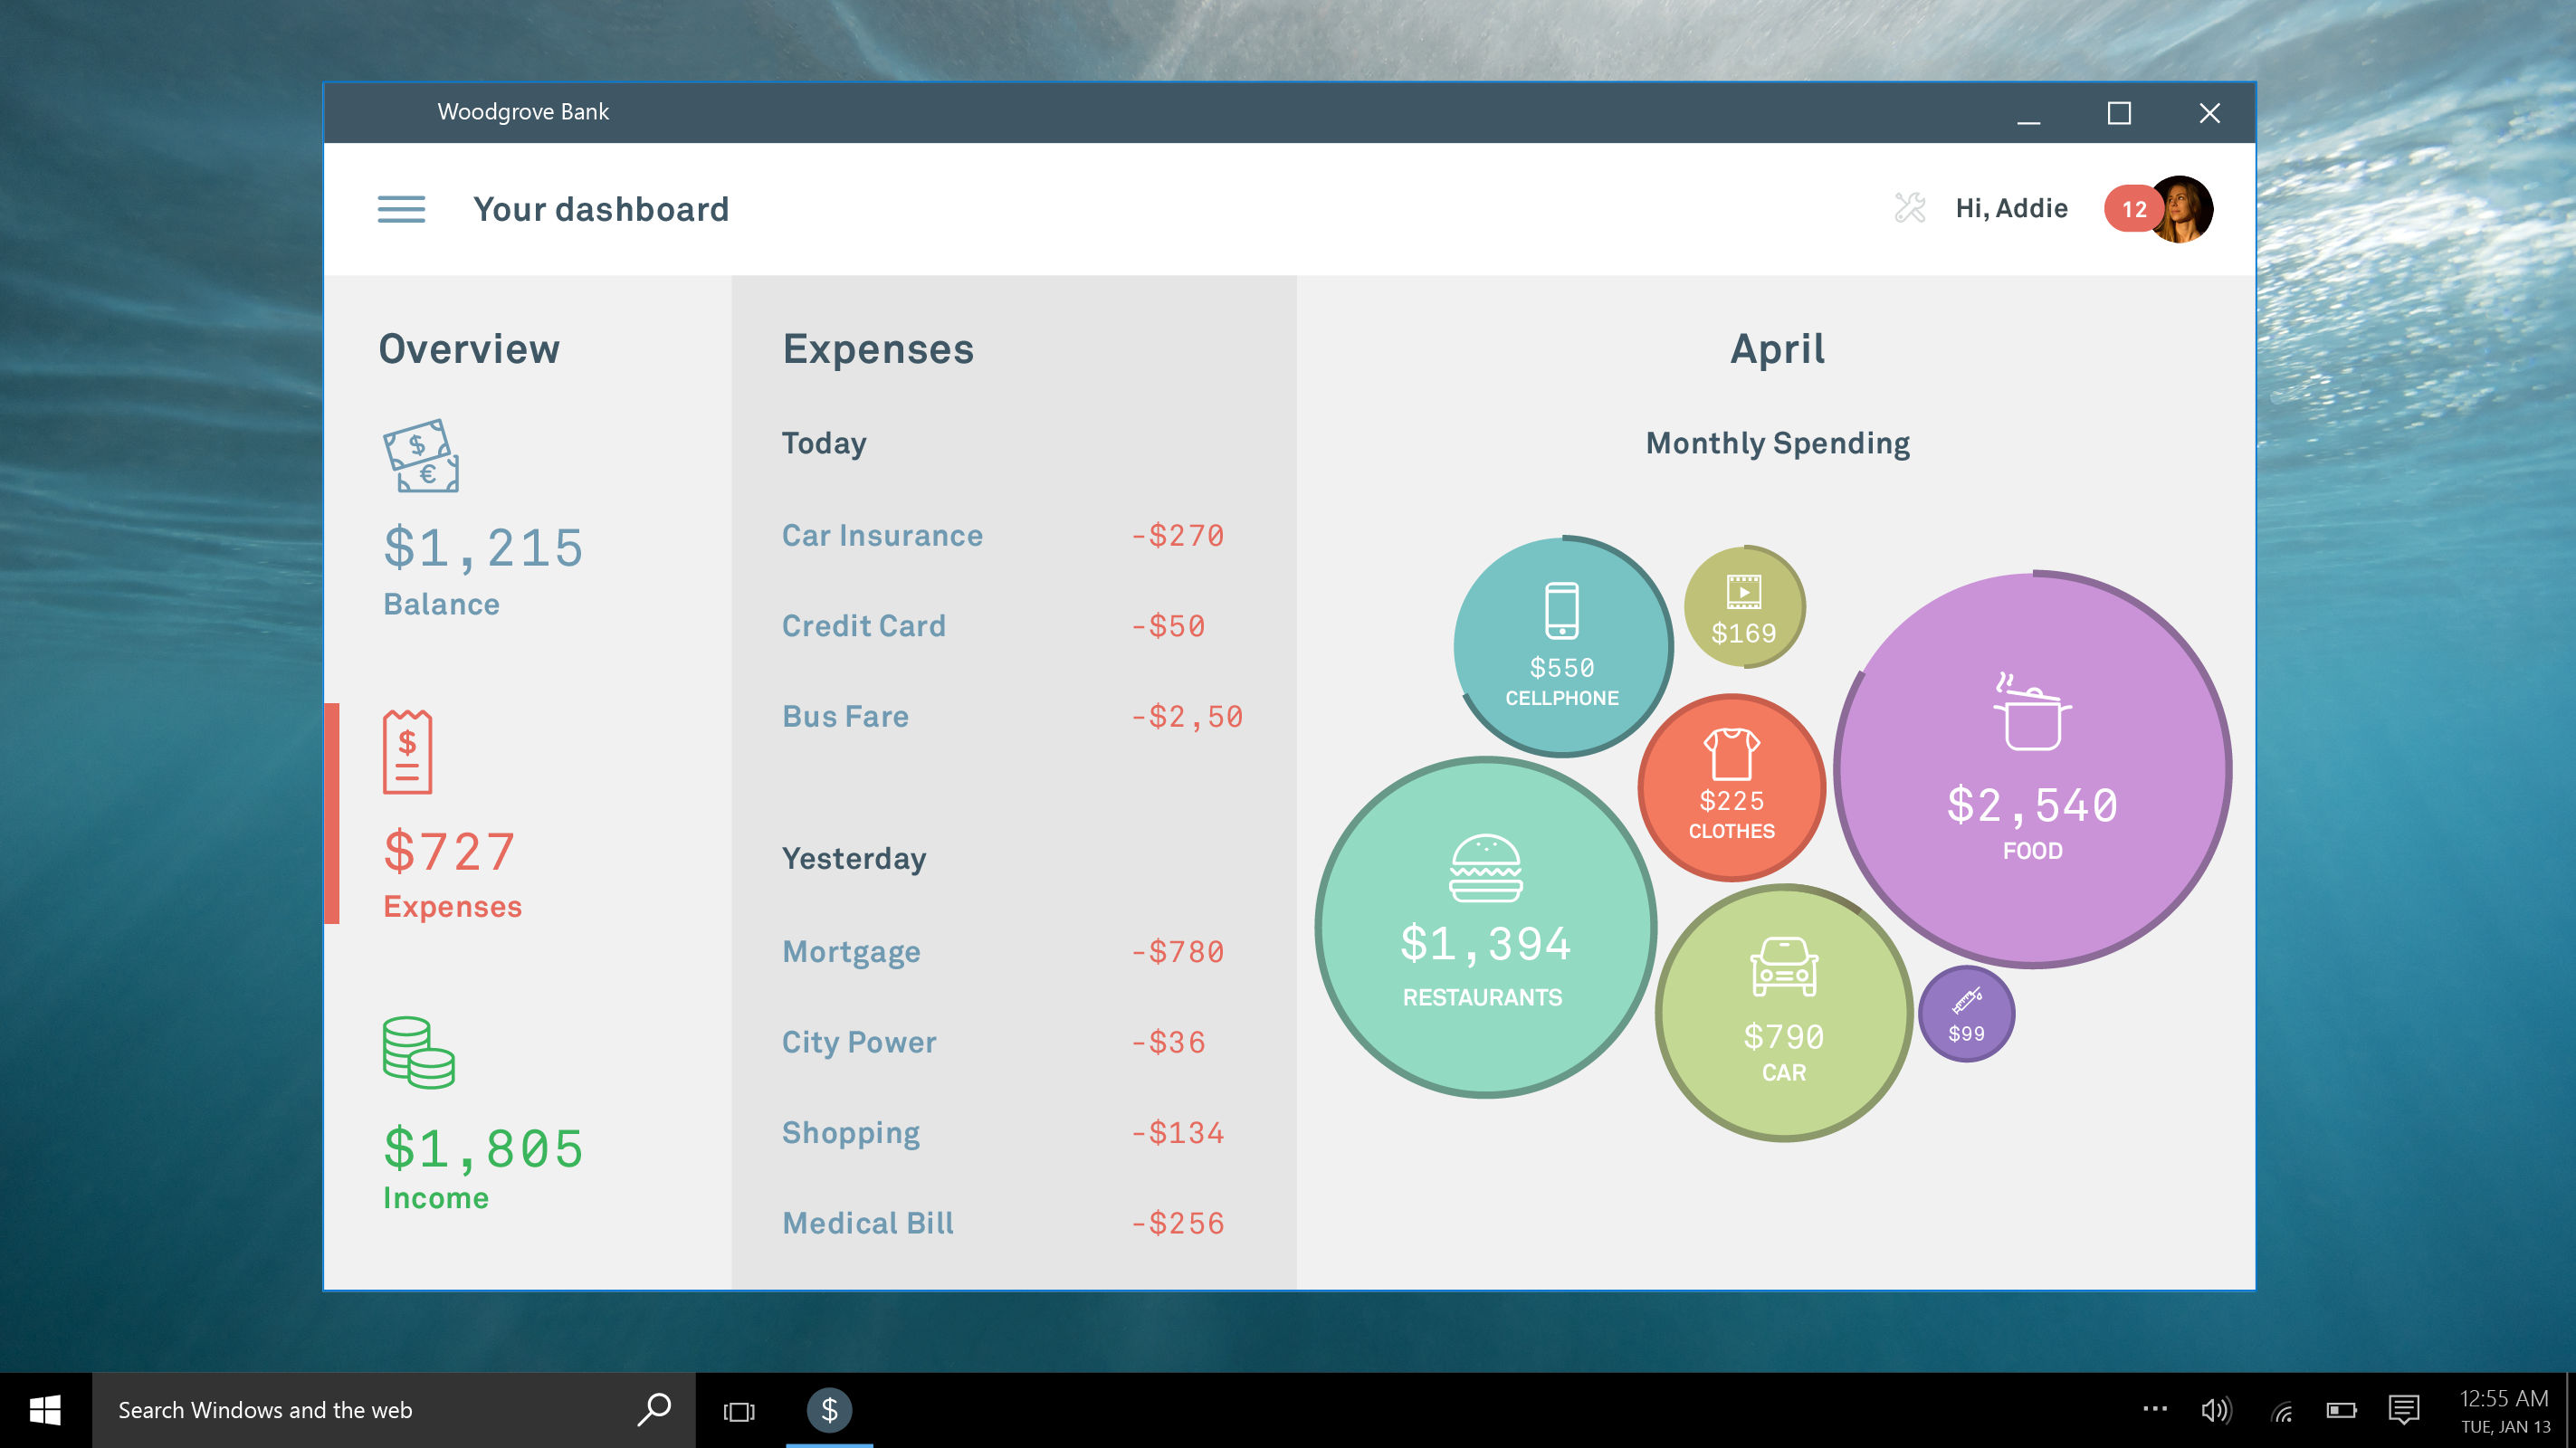 Woodgrove Bank
Your dashboard
Hi, Addie
12
Overview
$1,215
Balance
$727
Expenses
$1,805
Income
Expenses
Today
Car Insurance -$270
Credit Card -$50
Bus Fare -$2,50
Yesterday
Mortgage -$780
City Power -$36
Shopping -$134
Medical Bill -$256
April
Monthly Spending
$550
CELLPHONE
$169
$225
CLOTHES
$2,540
FOOD
$1,394
RESTAURANTS
$790
CAR
$99
Search Windows and the web
12:55 AM
TUE, JAN 13